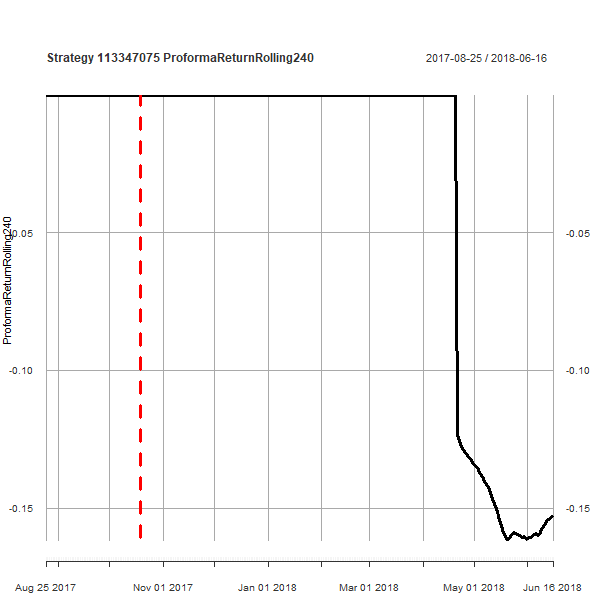 Strategy 113347075 ProformaReturnRolling240
2017-08-25 / 2018-06-16
ProformaReturnRolling240
-0.05 -0.05
-0.10 -0.10
-0.15 -0.15
Aug 25 2017 Nov 01 2017 Jan 01 2018 Mar 01 2018 May 01 2018 Jun 16 2018